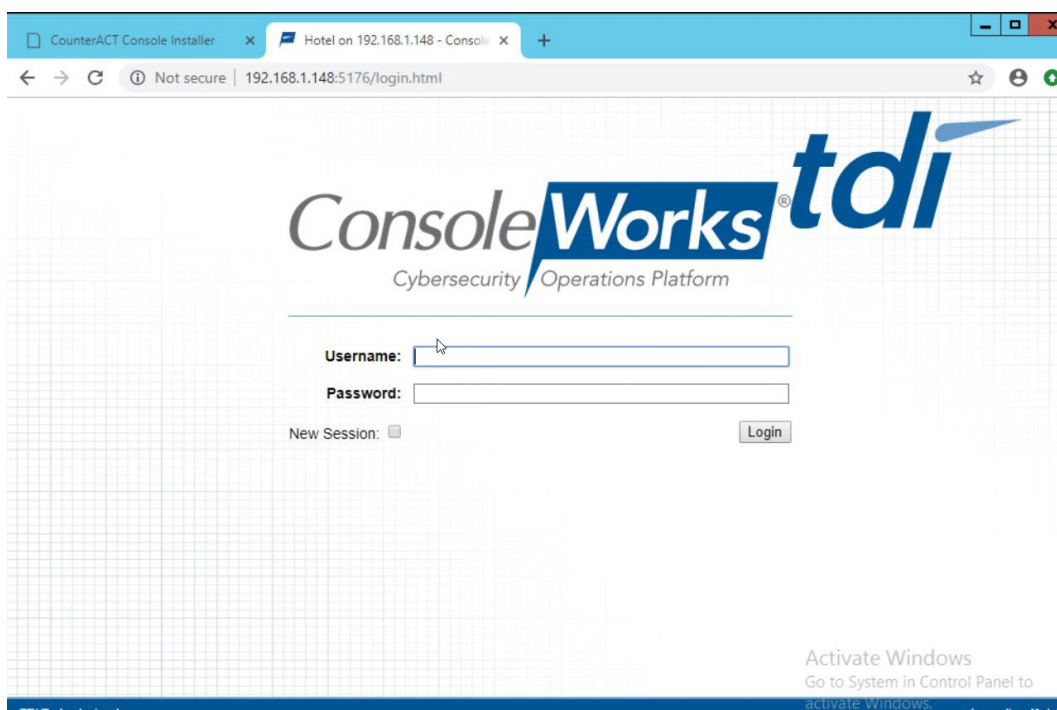 CounterACT Console Installer
Hotel on 192.168.1.148 - Console
Not secure | 192.168.1.148:5176/login.html
tdi
ConsoleWorks®
Cybersecurity Operations Platform
Username:
Password:
New Session:
Login
Activate Windows
Go to System in Control Panel to
activate Windows.